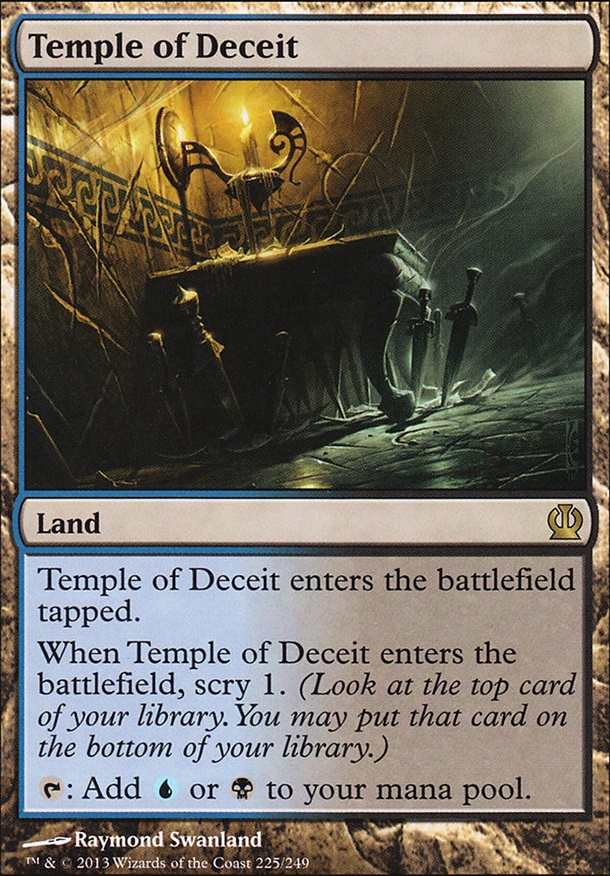 Temple of Deceit
Land
Temple of Deceit enters the battlefield
tapped.
When Temple of Deceit enters the
battlefield, scry 1. (Look at the top card
of your library. You may put that card on
the bottom of your library.)
: Add or to your mana pool.
Raymond Swanland
™ & © 2013 Wizards of the Coast 225/249